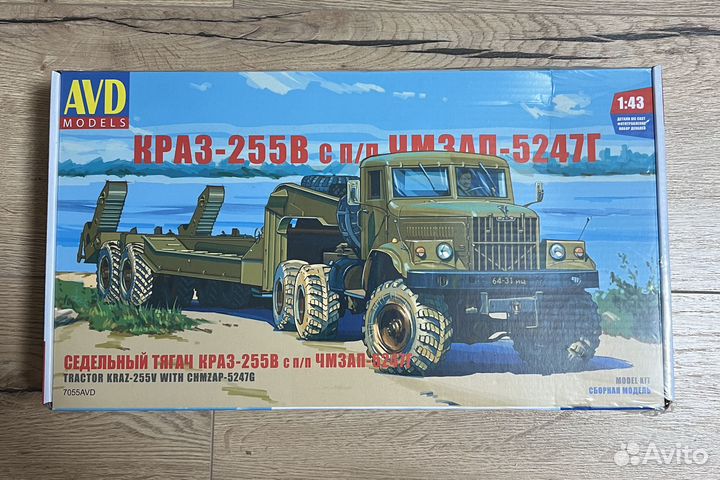 AVD
MODELS
1:43
КРАЗ-255В с п/п ЧМЗАП-5247Г
64-31
СЕДЕЛЬНЫЙ ТЯГАЧ КРАЗ-255В с п/п ЧМЗАП-5247Г
TRACTOR KRAZ-255V WITH CHMZAP-5247G
7055AVD
MODEL KIT
СБОРНАЯ МОДЕЛЬ
Avito